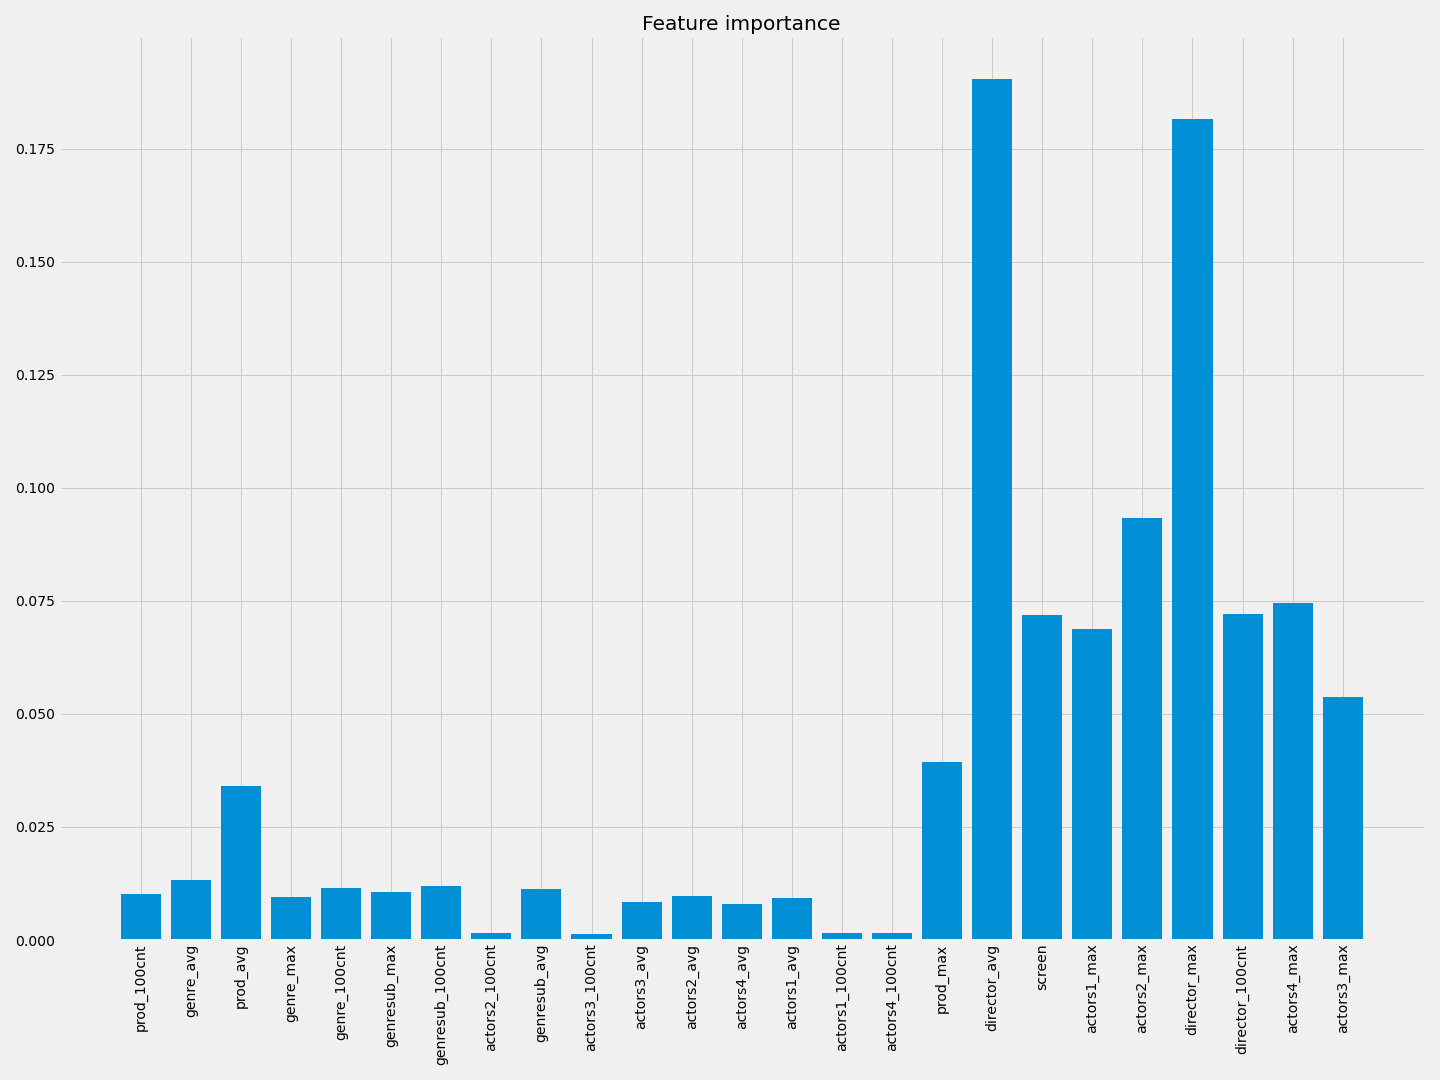 Feature importance
0.175
0.150
0.125
0.100
0.075
0.050
0.025
0.000
prod_100cnt
genre_avg
prod_avg
genre_max
genre_100cnt
genresub_max
genresub_100cnt
actors2_100cnt
genresub_avg
actors3_100cnt
actors3_avg
actors2_avg
actors4_avg
actors1_avg
actors1_100cnt
actors4_100cnt
prod_max
director_avg
screen
actors1_max
actors2_max
director_max
director_100cnt
actors4_max
actors3_max